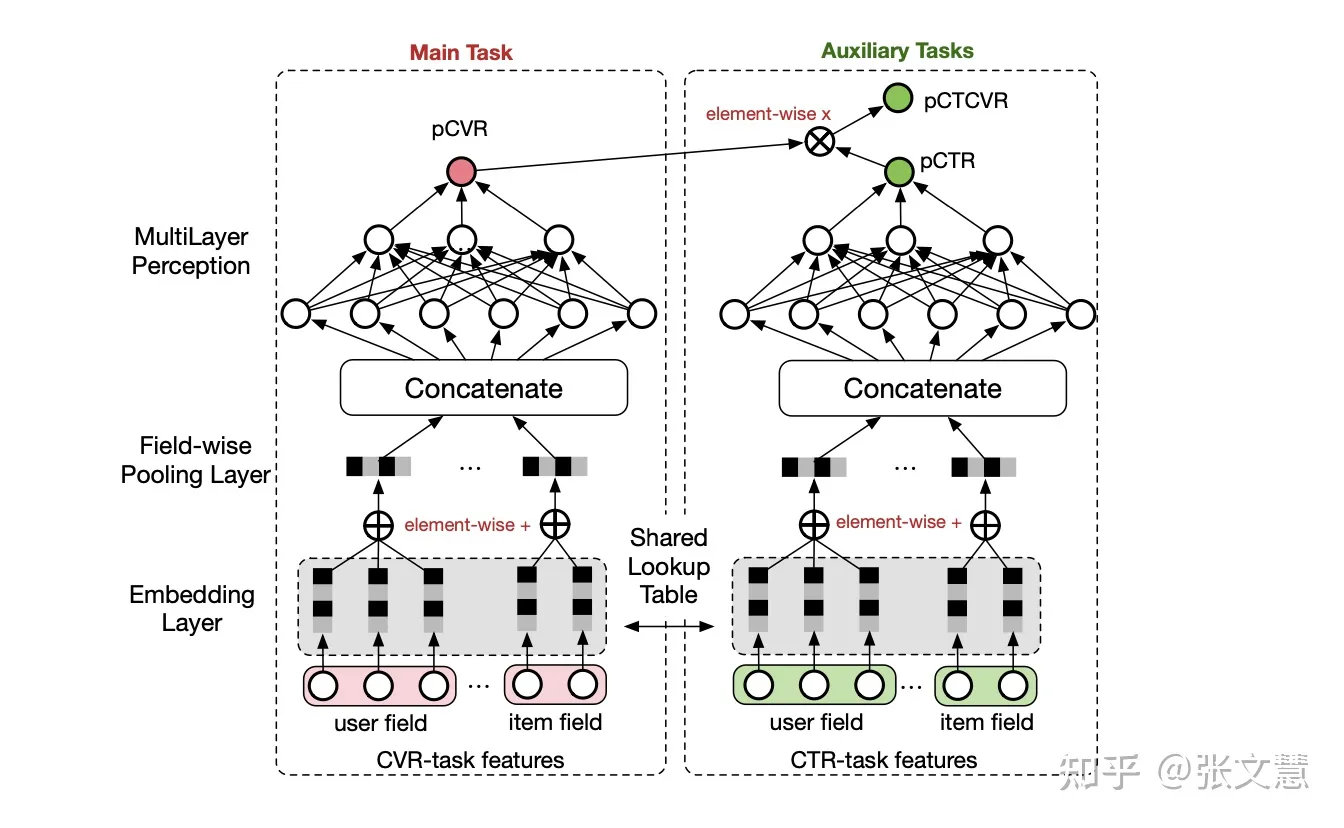 Main Task
Auxiliary Tasks
pCTCVR
element-wise x
pCVR
pCTR
MultiLayer
Perception
Concatenate
Concatenate
Field-wise
Pooling Layer
...
...
element-wise +
element-wise +
Shared
Lookup
Table
Embedding
Layer
...
...
user field
item field
user field
item field
CVR-task features
CTR-task features
知乎 @张文慧